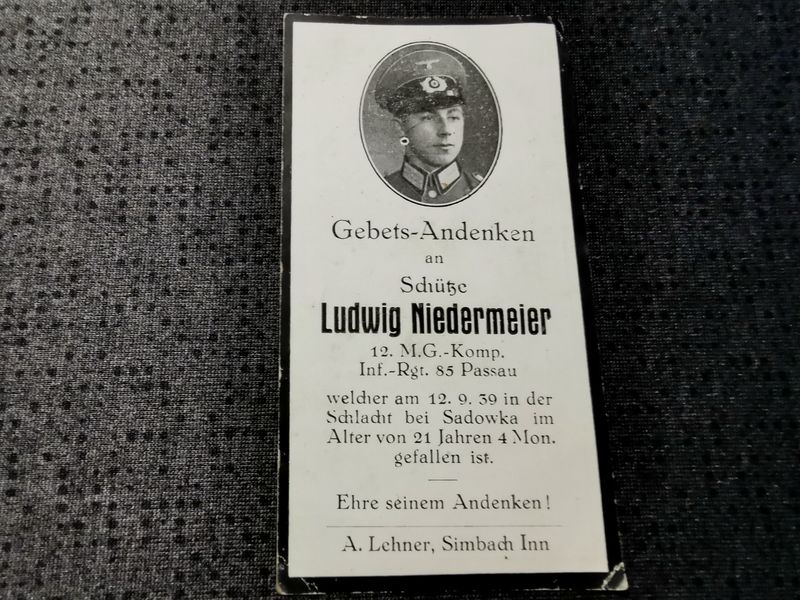 Gebets-Andenken
an
Schütze
Ludwig Niedermeier
12. M.G.-Komp.
Inf.-Rgt. 85 Passau
welcher am 12. 9. 39 in der
Schlacht bei Sadowka im
Alter von 21 Jahren 4 Mon.
gefallen ist.
Ehre seinem Andenken!
A. Lehner, Simbach Inn